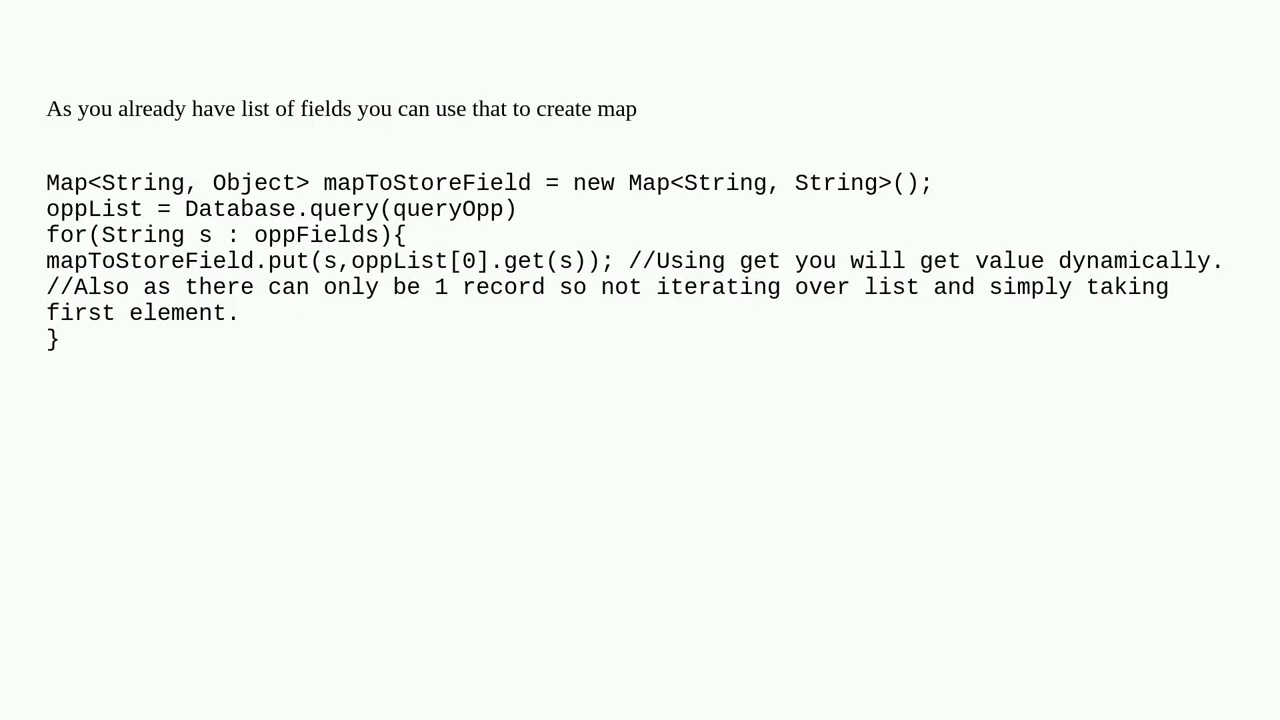 As you already have list of fields you can use that to create map
Map<String, Object> mapToStoreField = new Map<String, String>();
oppList = Database.query(queryOpp)
for(String s : oppFields){
mapToStoreField.put(s,oppList[0].get(s)); //Using get you will get value dynamically.
//Also as there can only be 1 record so not iterating over list and simply taking
first element.
}